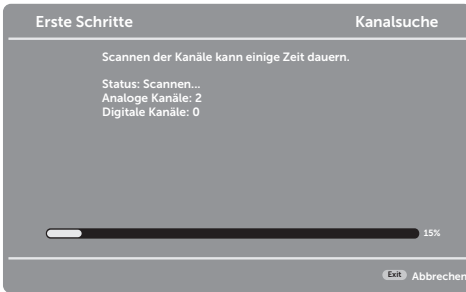 Erste Schritte Kanalsuche
Scannen der Kanäle kann einige Zeit dauern.
Status: Scannen...
Analoge Kanäle: 2
Digitale Kanäle: 0
15%
Exit Abbrechen